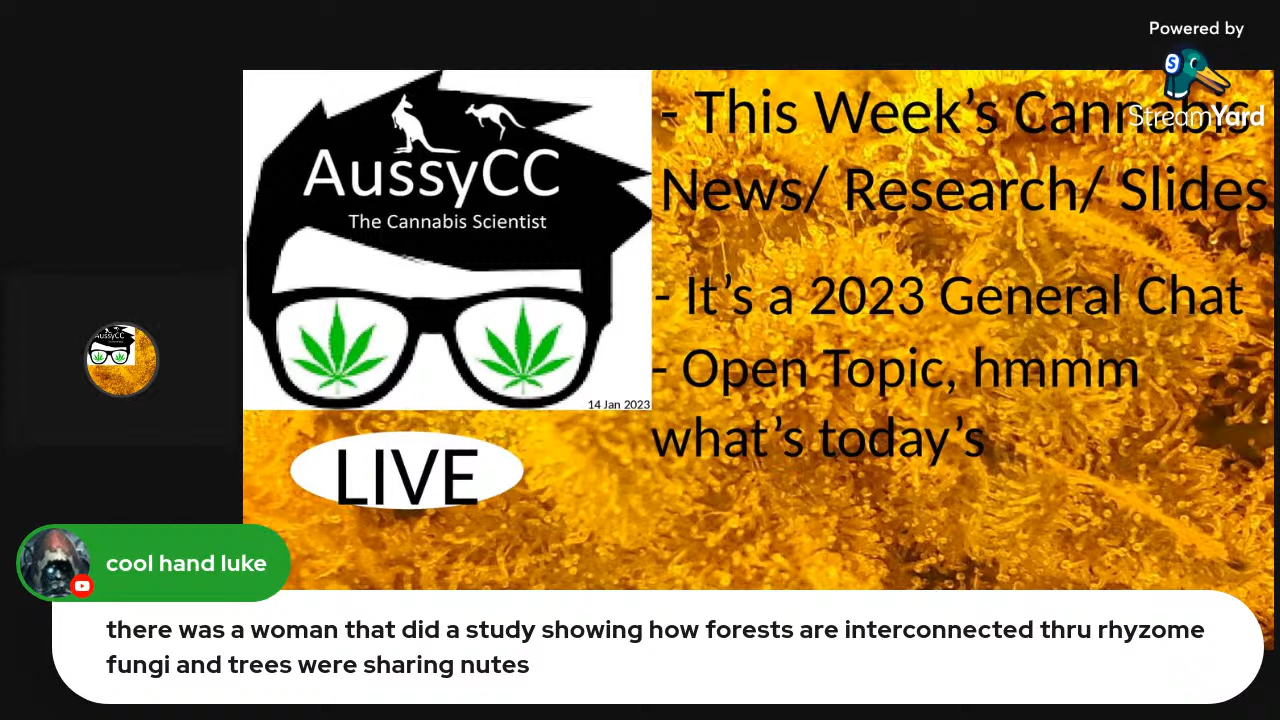 Powered by
StreamYard
- This Week's Cannabis
News/ Research/ Slides
AussyCC
The Cannabis Scientist
- It's a 2023 General Chat
- Open Topic, hmmm
what's today's
14 Jan 2023
LIVE
cool hand luke
there was a woman that did a study showing how forests are interconnected thru rhyzome
fungi and trees were sharing nutes